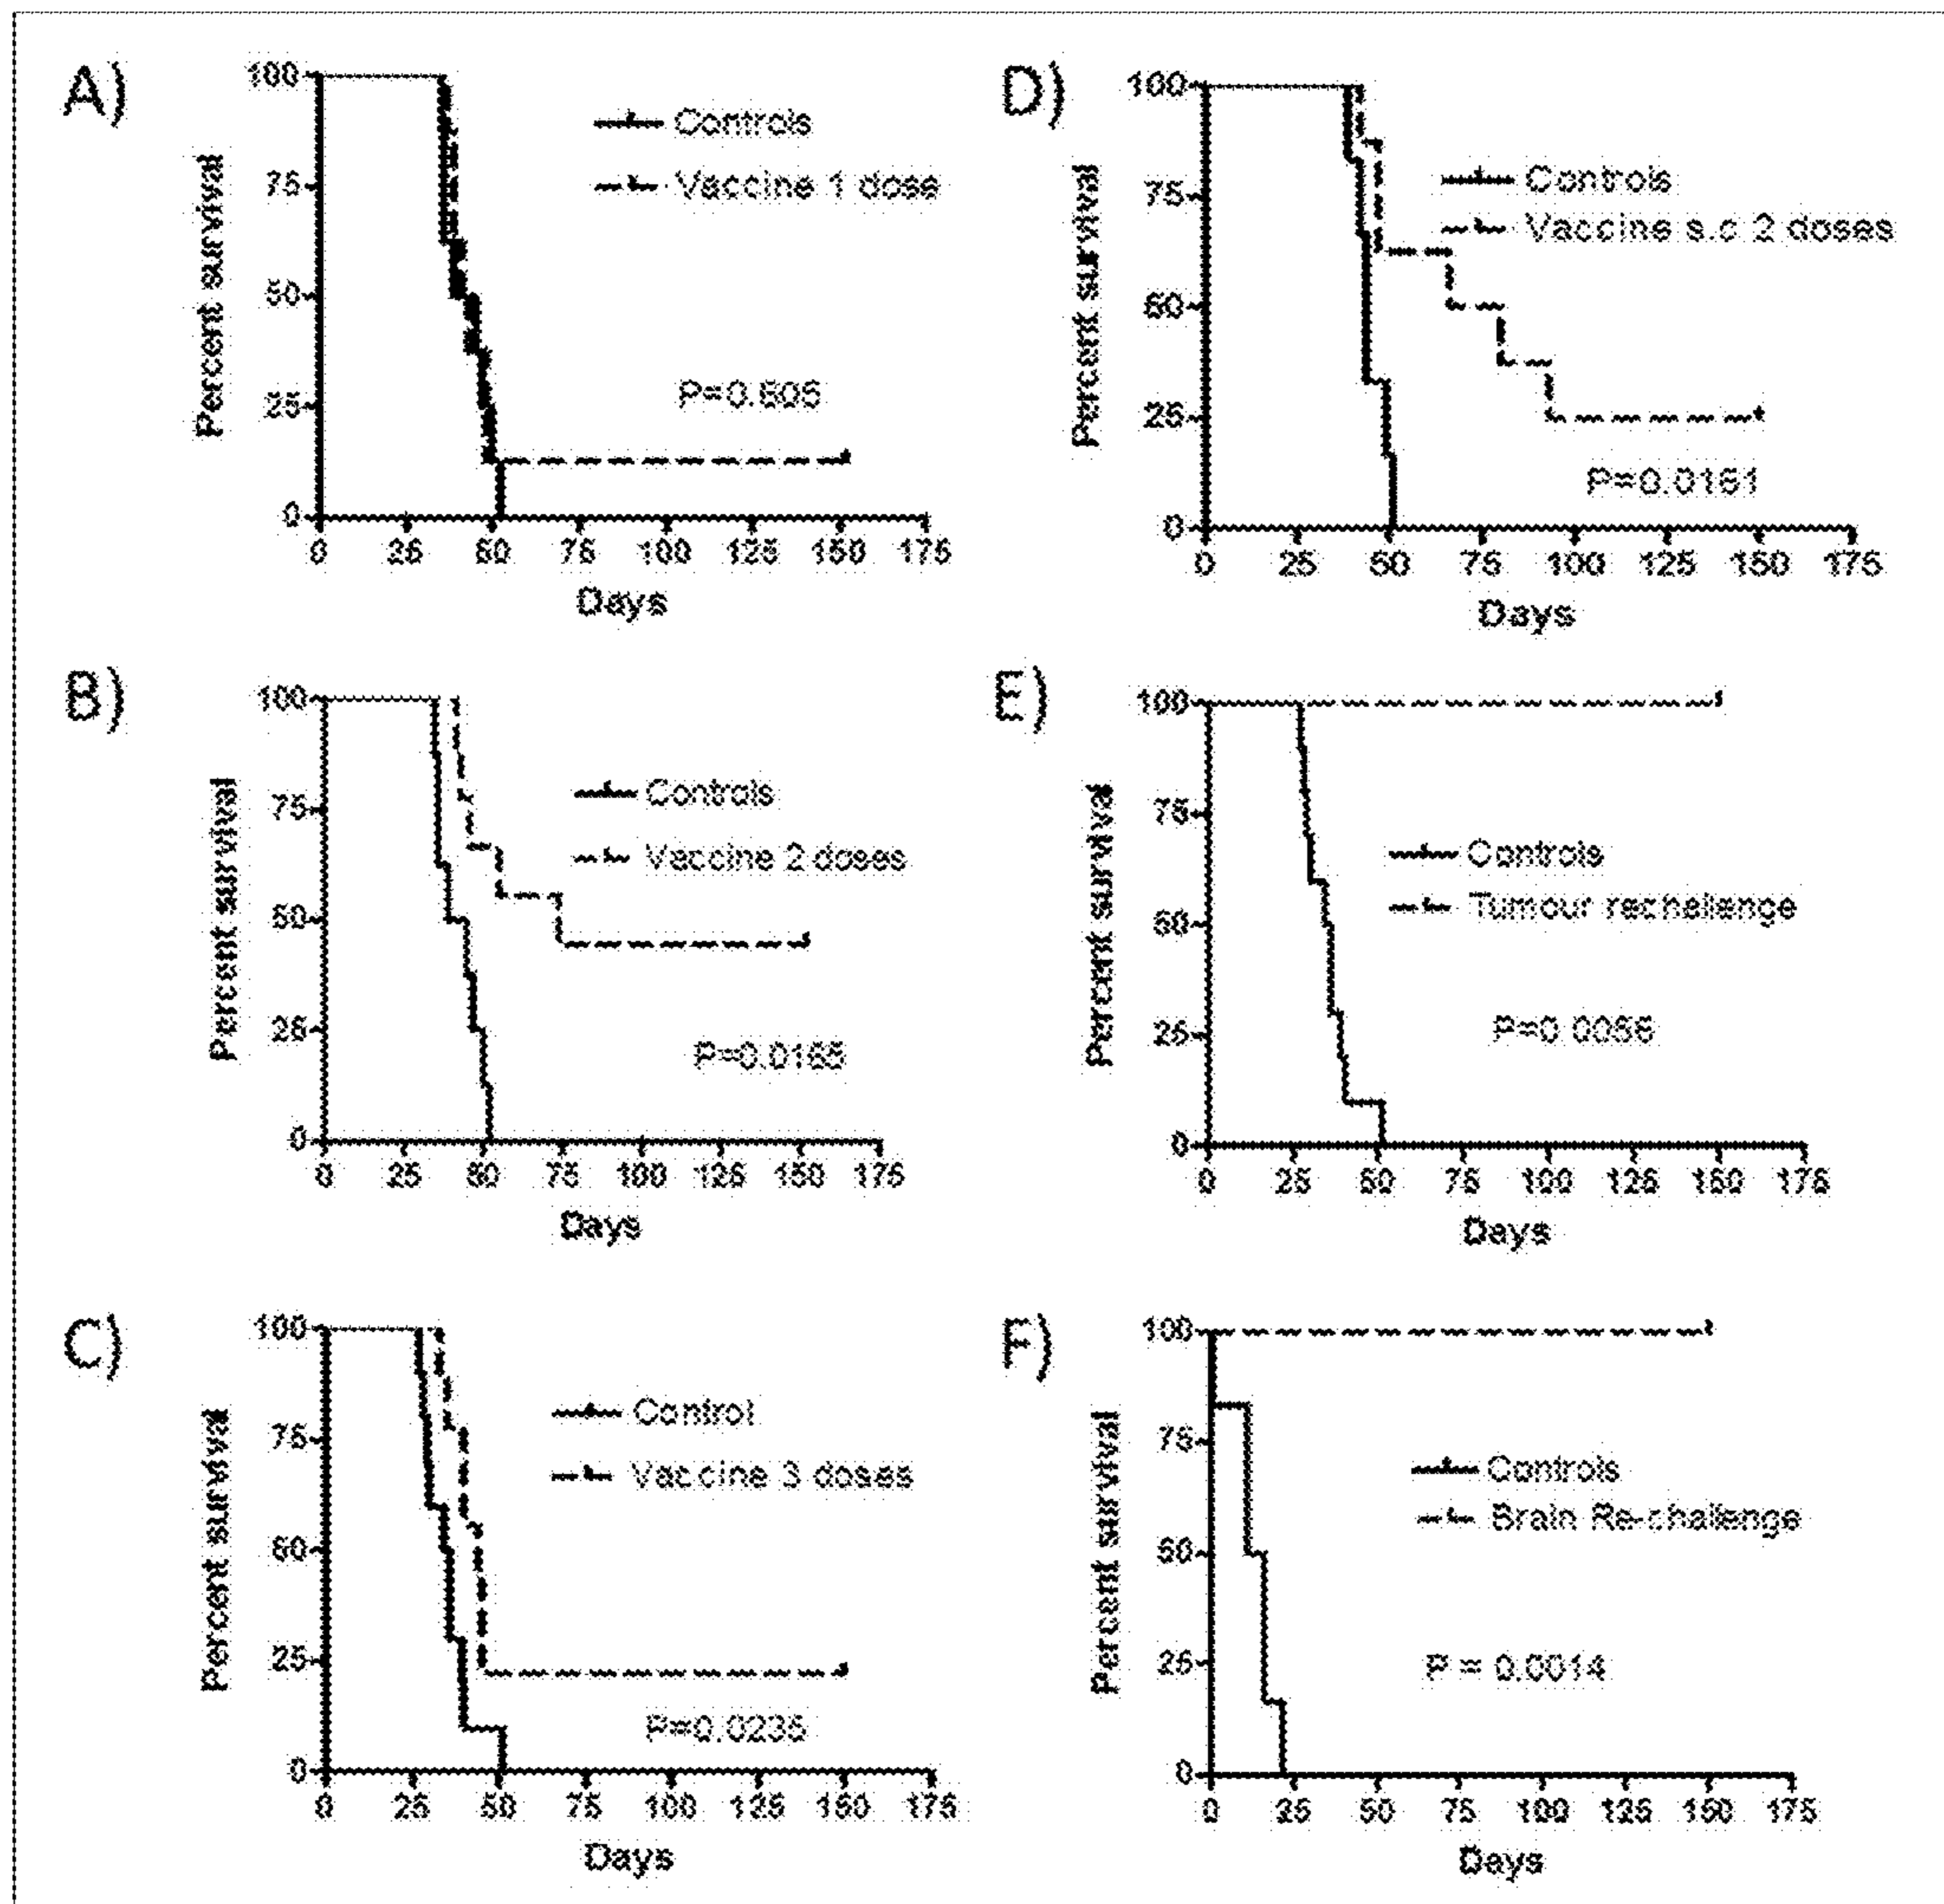 A)
Percent survival
100
75
50
25
0
Controls
Vaccine 1 dose
0 25 50 75 100 125 150 175
Days
D)
Percent survival
100
75
50
25
0
Controls
Vaccine s.c 2 doses
P=0.0161
0 25 50 75 100 125 150 175
Days
B)
Percent survival
100
75
50
25
0
Controls
Vaccine 2 doses
P=0.0165
0 25 50 75 100 125 150 175
Days
E)
Percent survival
100
75
50
25
0
Controls
Tumour rechallenge
0 25 50 75 100 125 150 175
Days
C)
Percent survival
100
75
50
25
0
Control
Vaccine 3 doses
P=0.0235
0 25 50 75 100 125 150 175
Days
F)
Percent survival
100
75
50
25
0
Controls
Brain Re-challenge
P = 0.0014
0 25 50 75 100 125 150 175
Days